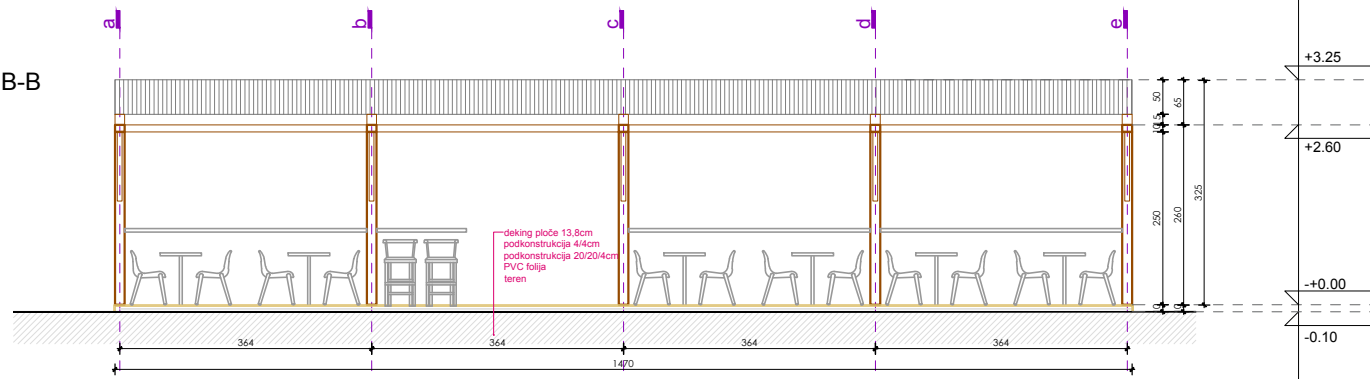 a b c d e
B-B
+3.25
50
65
15
10
+2.60
325
250
260
deking ploče 13,8cm
podkonstrukcija 4/4cm
podkonstrukcija 20/20/4cm
PVC folija
teren
-+0.00
-0.10
364 364 364 364
1470